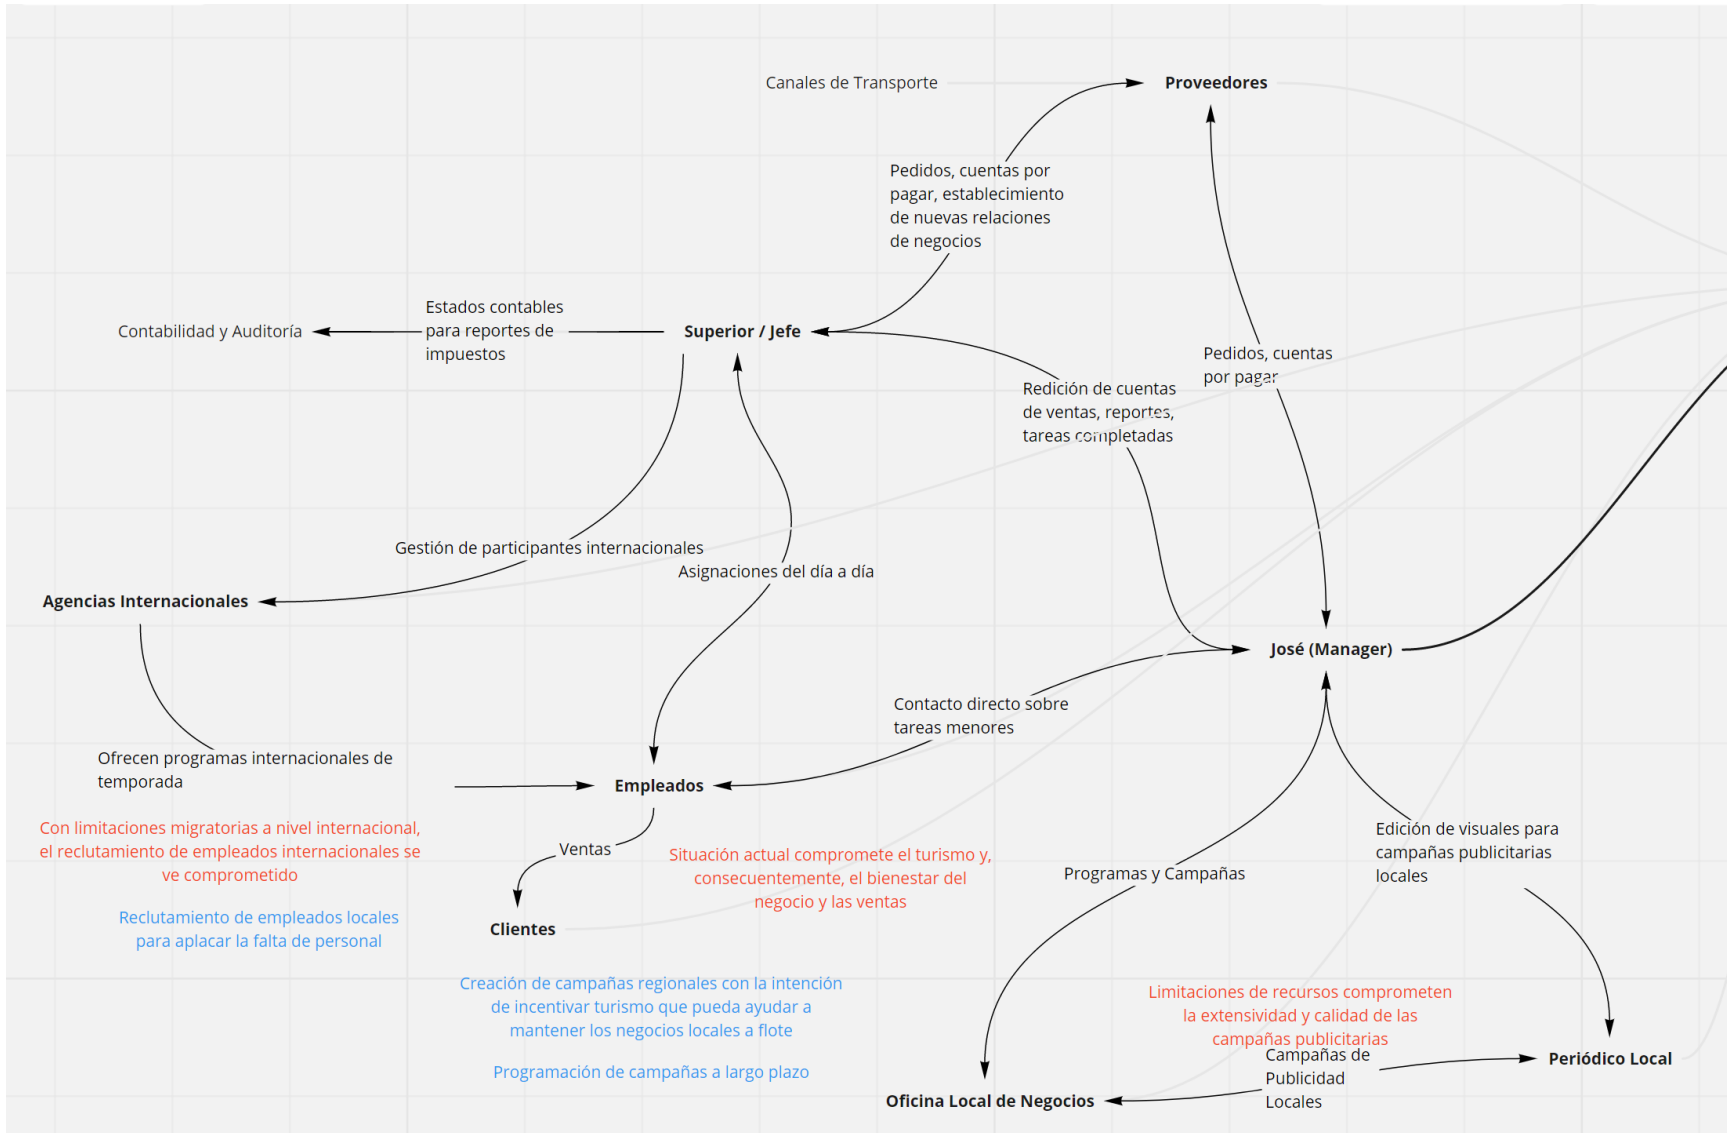 Canales de Transporte
Proveedores
Pedidos, cuentas por
pagar, establecimiento
de nuevas relaciones
de negocios
Contabilidad y Auditoría
Estados contables
para reportes de
impuestos
Superior / Jefe
Pedidos, cuentas
por pagar
Redición de cuentas
de ventas, reportes,
tareas completadas
Gestión de participantes internacionales
Asignaciones del día a día
Agencias Internacionales
José (Manager)
Contacto directo sobre
tareas menores
Ofrecen programas internacionales de
temporada
Empleados
Con limitaciones migratorias a nivel internacional,
el reclutamiento de empleados internacionales se
ve comprometido
Reclutamiento de empleados locales
para aplacar la falta de personal
Ventas
Situación actual compromete el turismo y,
consecuentemente, el bienestar del
negocio y las ventas
Clientes
Creación de campañas regionales con la intención
de incentivar turismo que pueda ayudar a
mantener los negocios locales a flote
Programación de campañas a largo plazo
Programas y Campañas
Edición de visuales para
campañas publicitarias
locales
Limitaciones de recursos comprometen
la extensividad y calidad de las
campañas publicitarias
Campañas de
Publicidad
Locales
Periódico Local
Oficina Local de Negocios